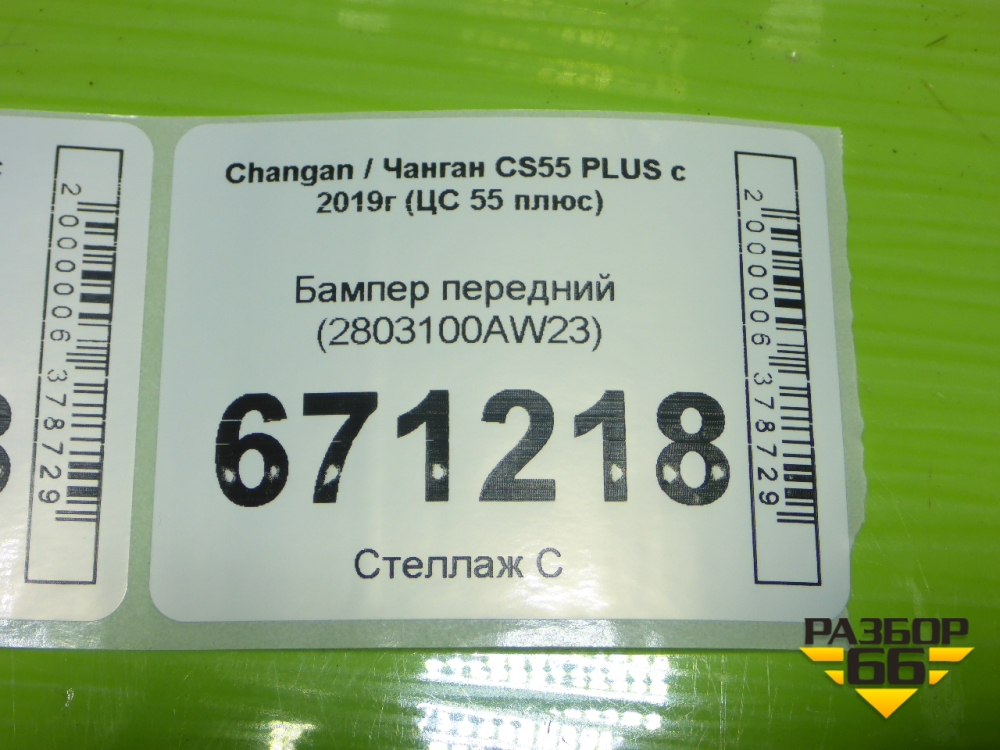 2000006378729
Changan / Чанган CS55 PLUS с
2019г (ЦС 55 плюс)
Бампер передний
(2803100AW23)
671218
Стеллаж С
2000006378729
РАЗБОР
66